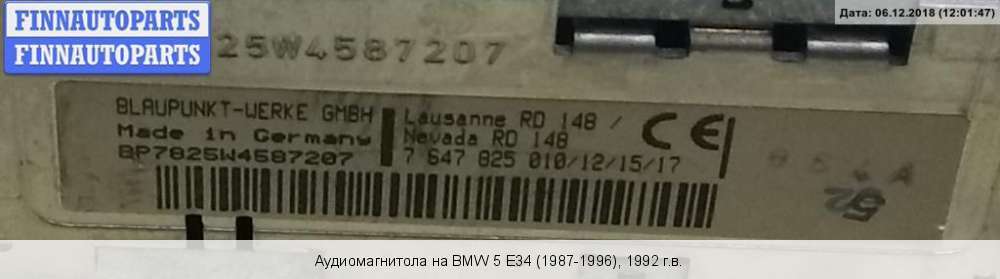 FINNAUTOPARTS
FINNAUTOPARTS
Дата: 06.12.2018 (12:01:47)
25W4587207
BLAUPUNKT-WERKE GMBH
Made in Germany
BP7825W4587207
Lausanne RD 148 /
Nevada RD 148
7 647 825 010/12/15/17
CE
52
Аудиомагнитола на BMW 5 E34 (1987-1996), 1992 г.в.